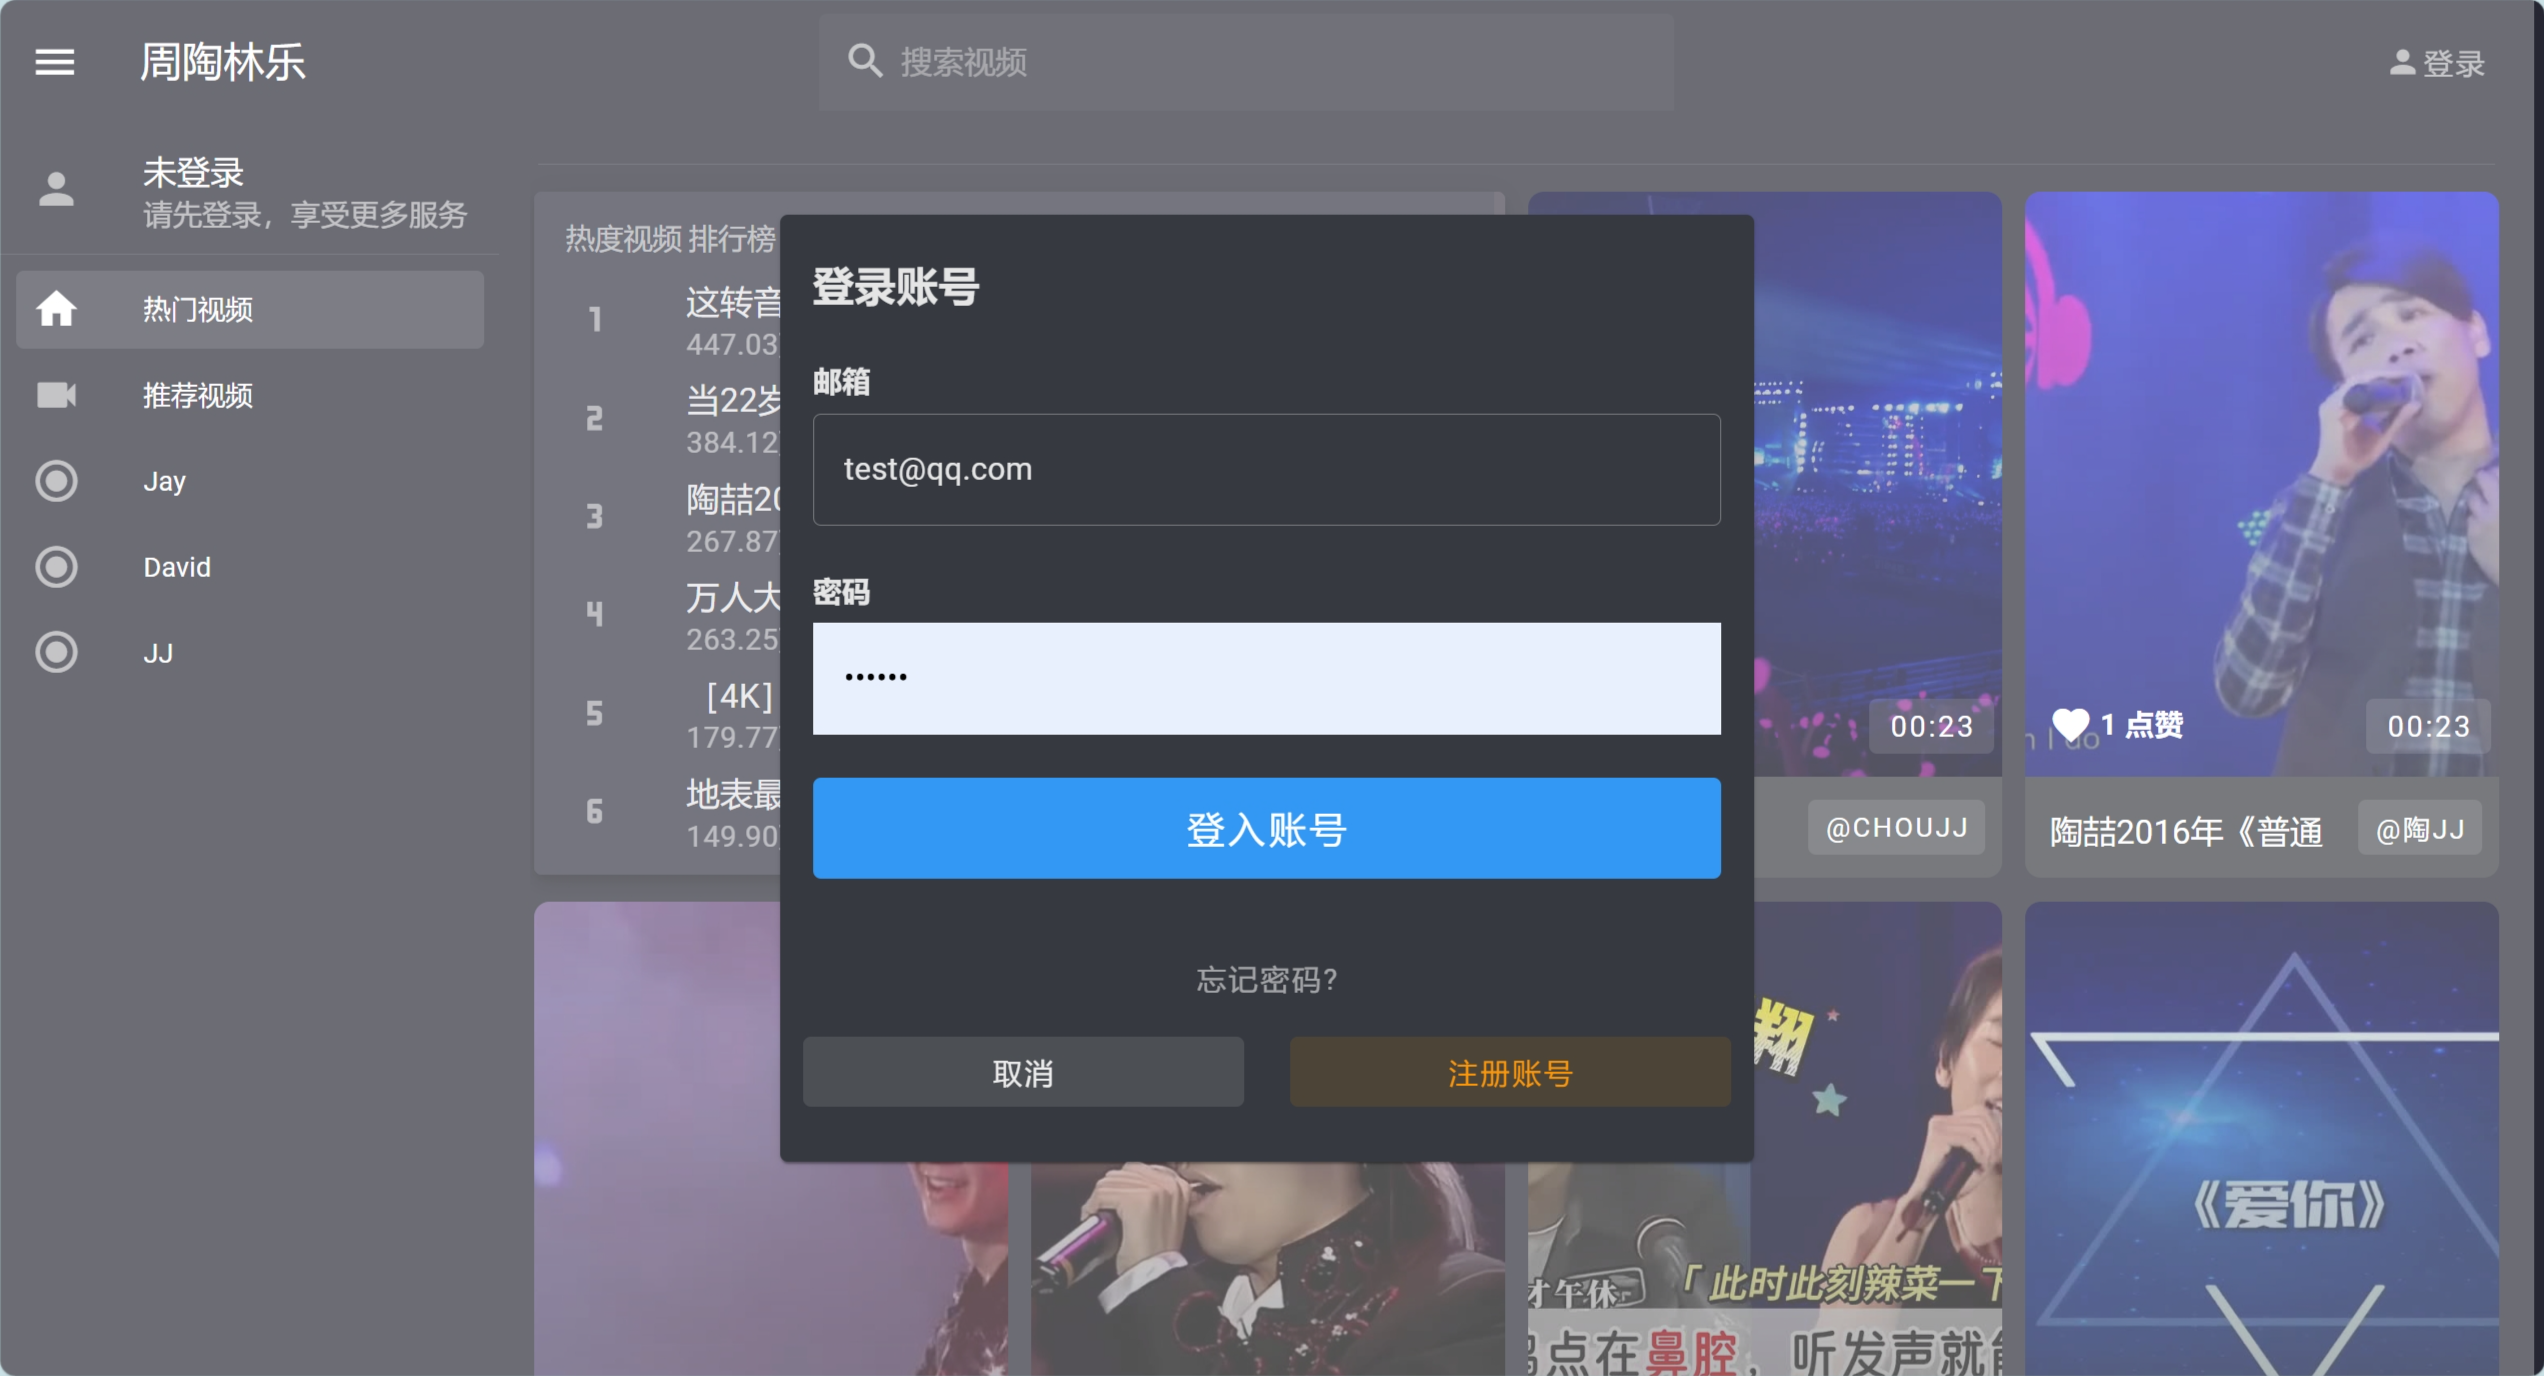 周陶林乐
搜索视频
登录
未登录
请先登录，享受更多服务
热门视频
推荐视频
Jay
David
JJ
热度视频 排行榜
1
这转音
447.03
2
当22岁
384.12
3
陶喆20
267.87
4
万人大
263.25
5
[4K]
179.77
6
地表最
149.90
登录账号
邮箱
test@qq.com
密码
••••••
登入账号
忘记密码?
取消
注册账号
00:23
@CHOUJJ
1 点赞
00:23
陶喆2016年《普通
@陶JJ
翔
「此时此刻辣菜一下
才午休
点在鼻腔，听发声就
《爱你》